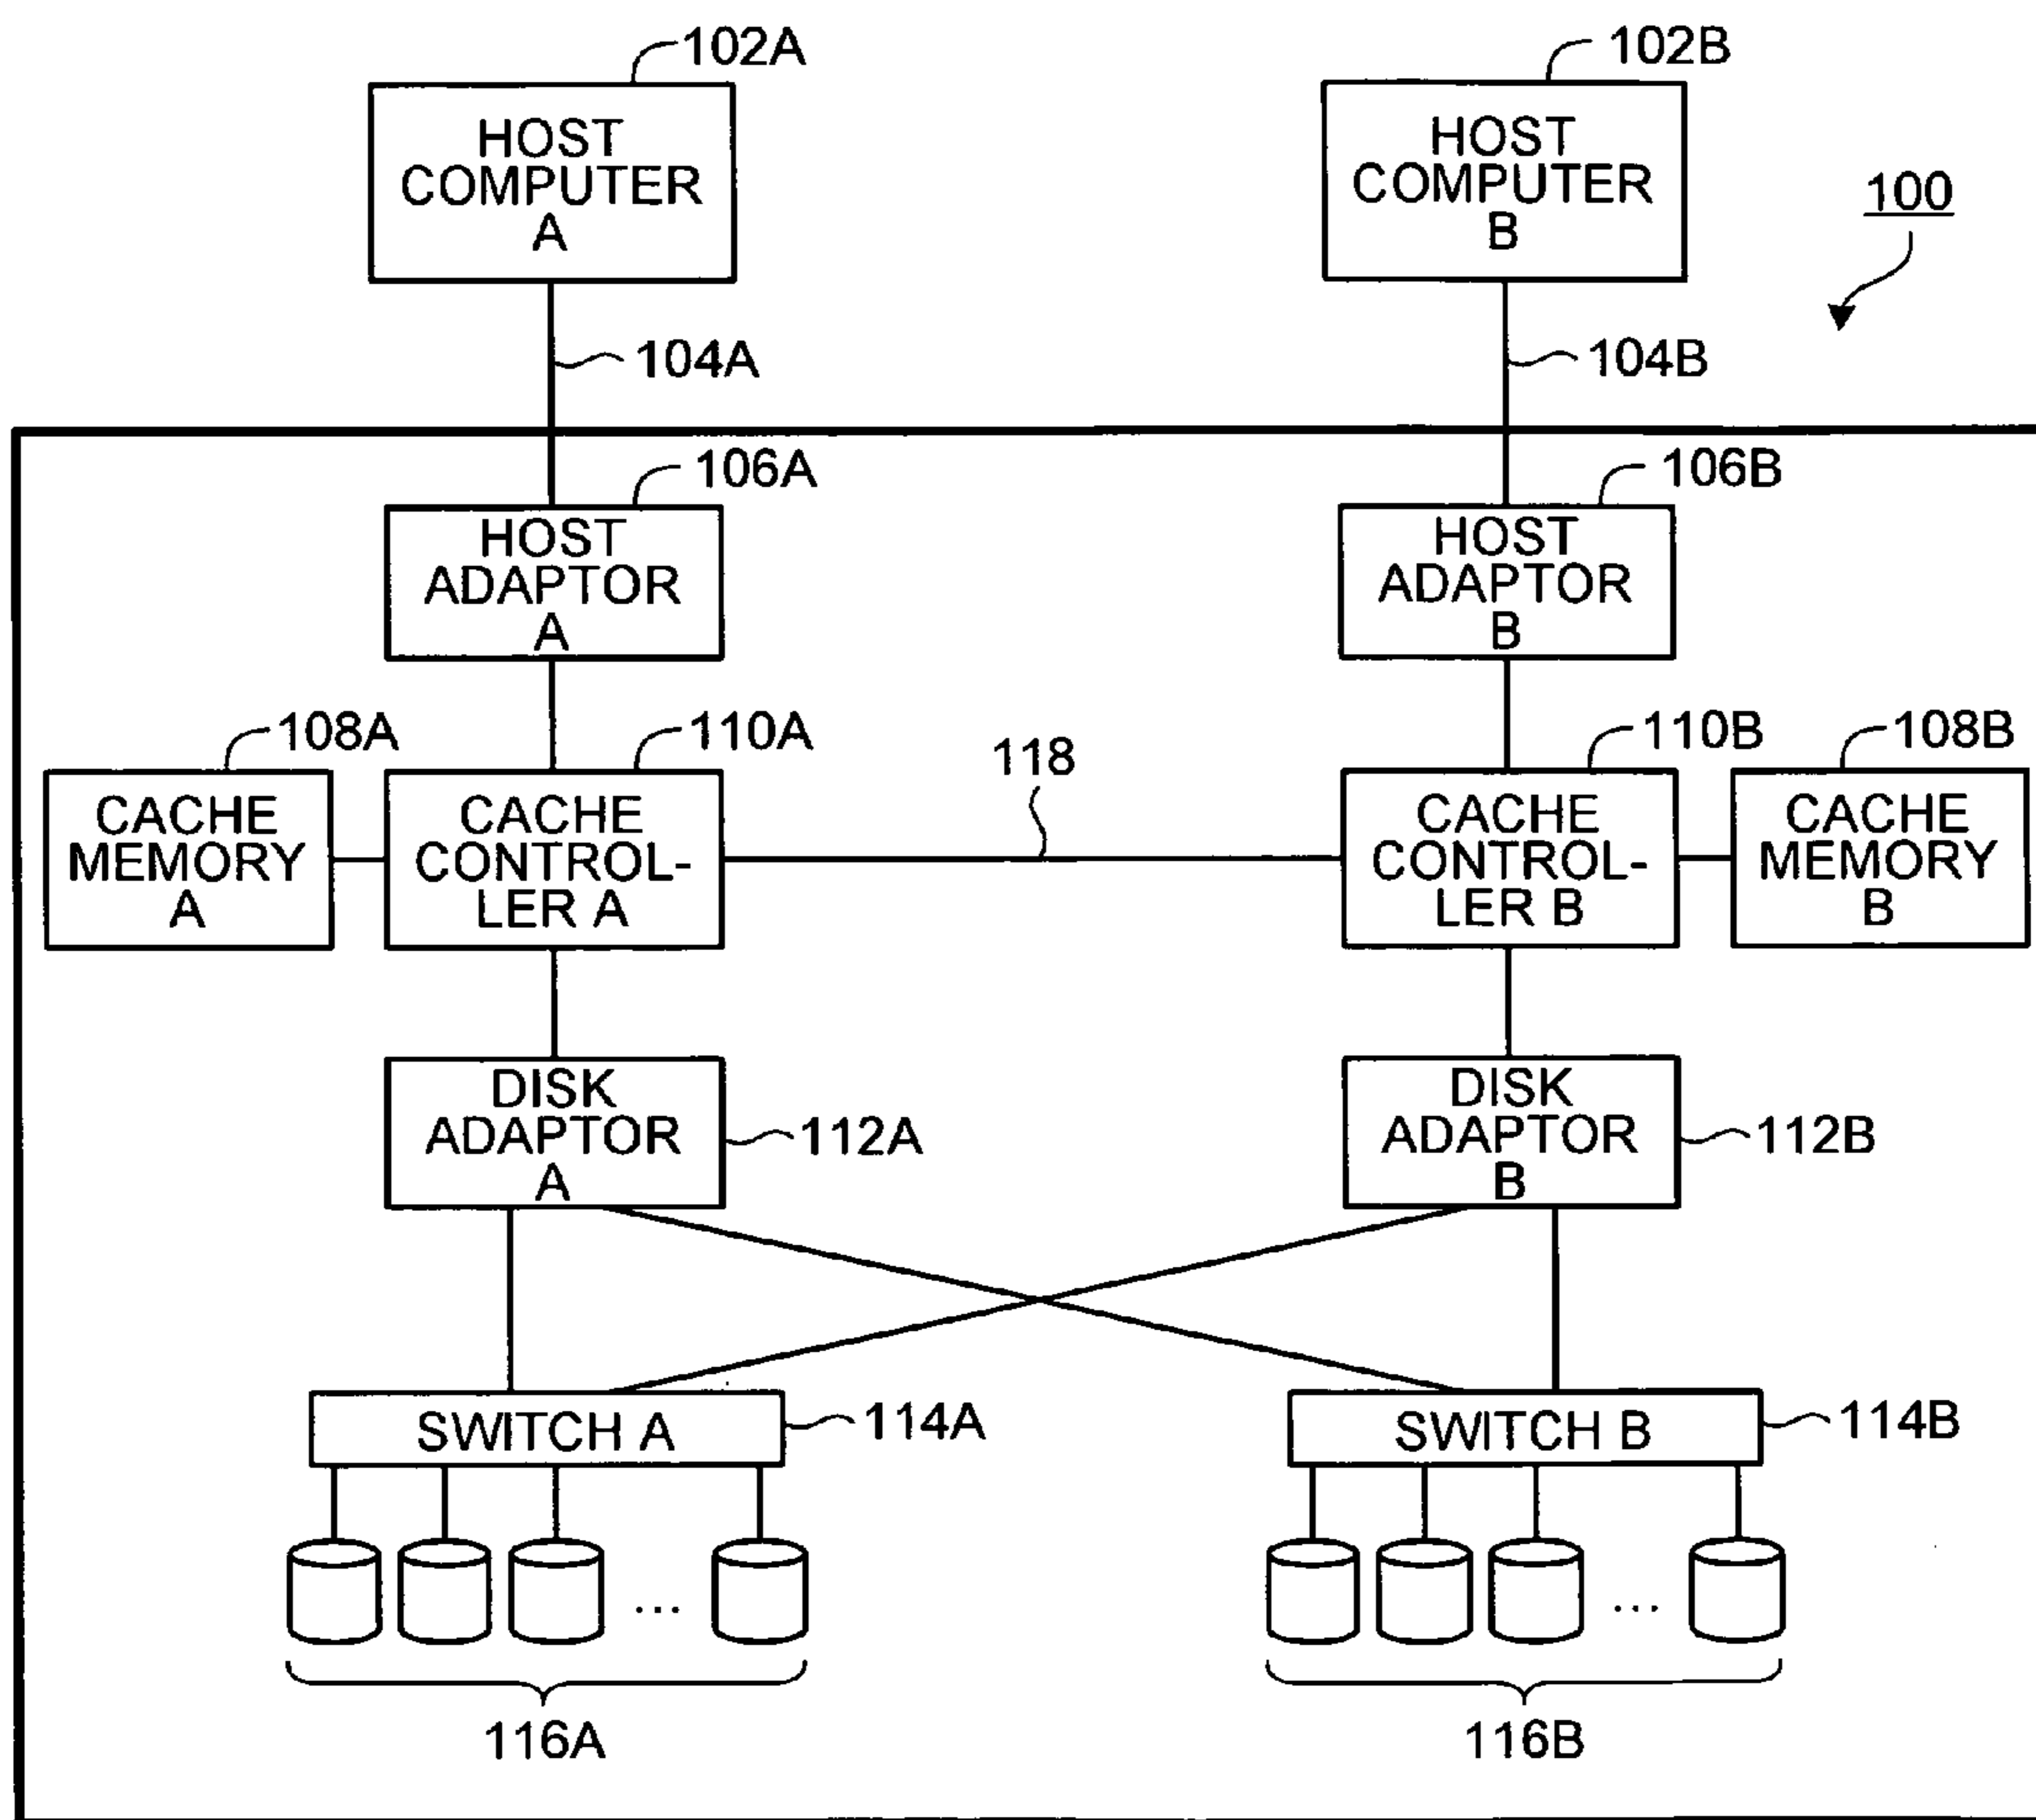 102A
102B
HOST
COMPUTER
A
HOST
COMPUTER
B
100
104A
104B
106A
106B
HOST
ADAPTOR
A
HOST
ADAPTOR
B
108A
110A
118
110B
108B
CACHE
MEMORY
A
CACHE
CONTROL-
LER A
CACHE
CONTROL-
LER B
CACHE
MEMORY
B
DISK
ADAPTOR
A
112A
DISK
ADAPTOR
B
112B
SWITCH A
114A
SWITCH B
114B
...
...
116A
116B